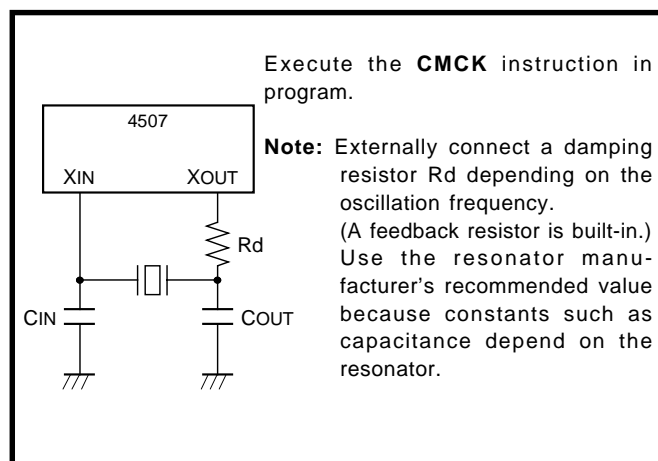 4507
XIN XOUT
Rd
CIN COUT
Execute the CMCK instruction in
program.
Note: Externally connect a damping
resistor Rd depending on the
oscillation frequency.
(A feedback resistor is built-in.)
Use the resonator manu-
facturer's recommended value
because constants such as
capacitance depend on the
resonator.